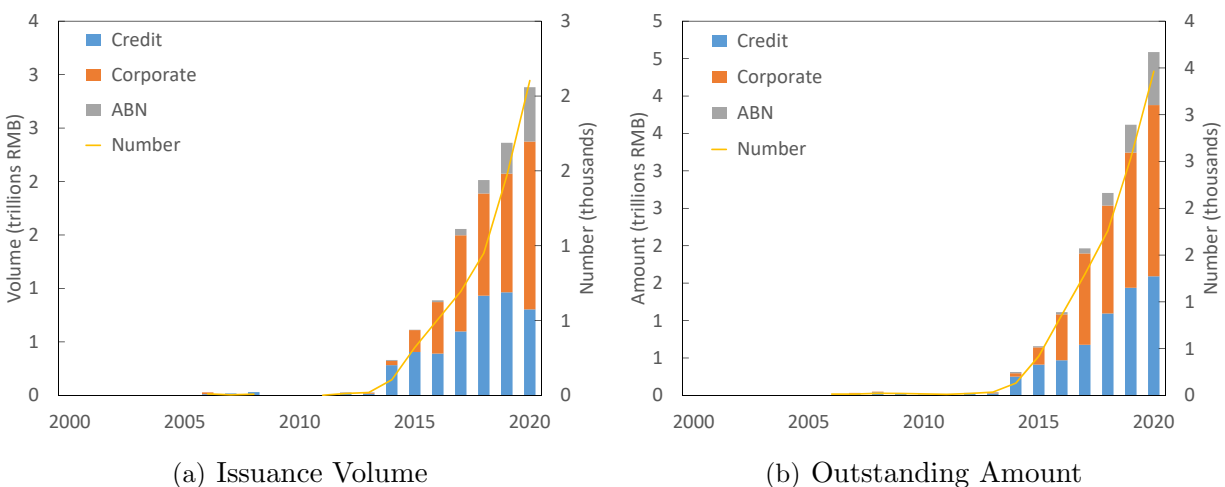 4
3
3
2
2
1
1
0
Volume (trillions RMB)
Credit
Corporate
ABN
Number
3
2
2
1
1
0
Number (thousands)
2000 2005 2010 2015 2020
(a) Issuance Volume
5
5
4
4
3
3
2
2
1
1
0
Amount (trillions RMB)
Credit
Corporate
ABN
Number
4
4
3
3
2
2
1
1
0
Number (thousands)
2000 2005 2010 2015 2020
(b) Outstanding Amount